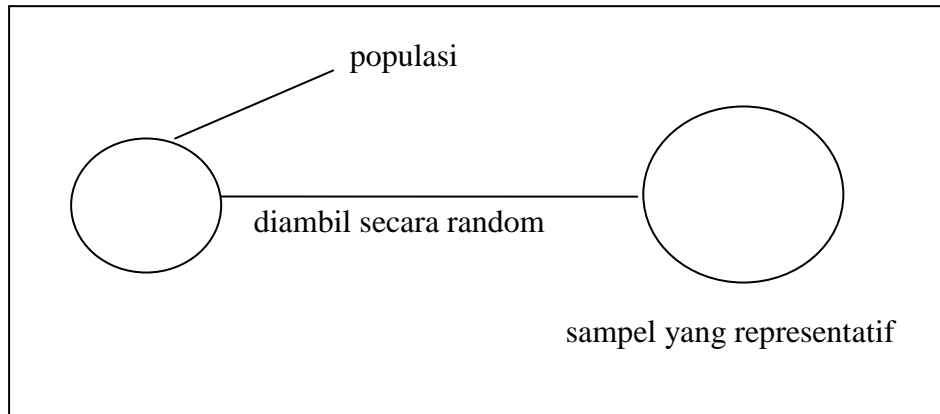 populasi
diambil secara random
sampel yang representatif